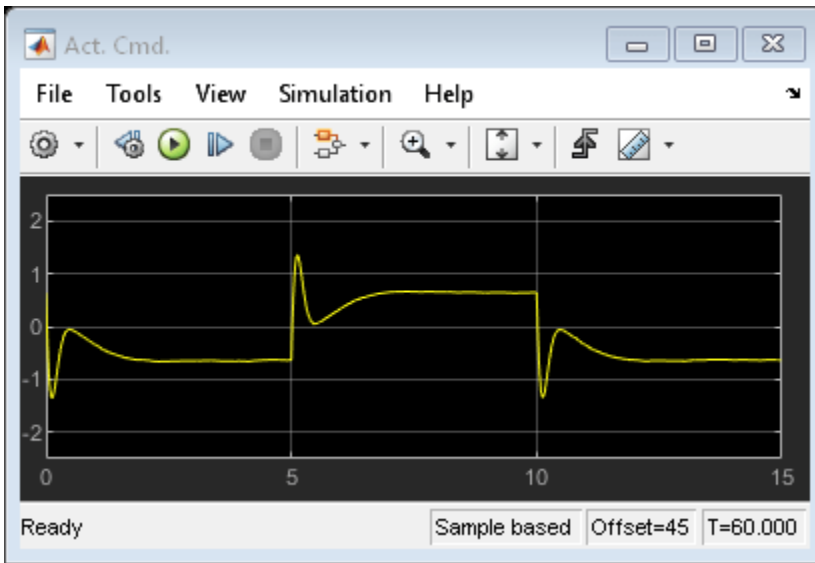 Act. Cmd.
File Tools View Simulation Help
2
1
0
-1
-2
0 5 10 15
Ready Sample based Offset=45 T=60.000